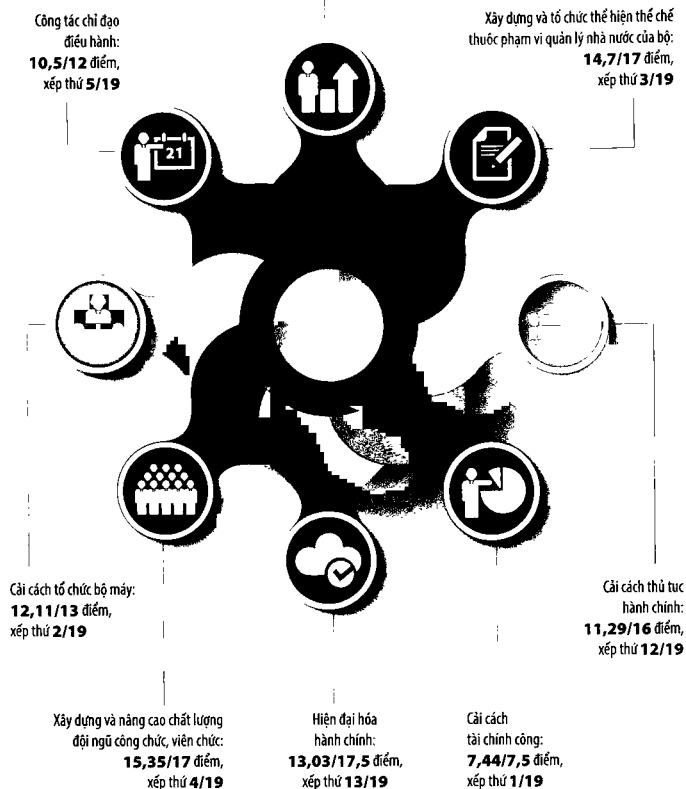 Công tác chỉ đạo
điều hành:
10,5/12 điểm,
xếp thứ 5/19
Xây dựng và tổ chức thể hiện thể chế
thuôc phạm vi quản lý nhà nước của bộ:
14,7/17 điểm,
xếp thứ 3/19
21
Cải cách tổ chức bộ máy:
12,11/13 điểm,
xếp thứ 2/19
Cải cách thủ tuc
hành chính:
11,29/16 điểm,
xếp thứ 12/19
Xây dựng và nâng cao chất lượng
đội ngũ công chức, viên chức:
15,35/17 điểm,
xếp thứ 4/19
Hiện đại hóa
hành chính:
13,03/17,5 điểm,
xếp thứ 13/19
Cải cách
tài chính công:
7,44/7,5 điểm,
xếp thứ 1/19